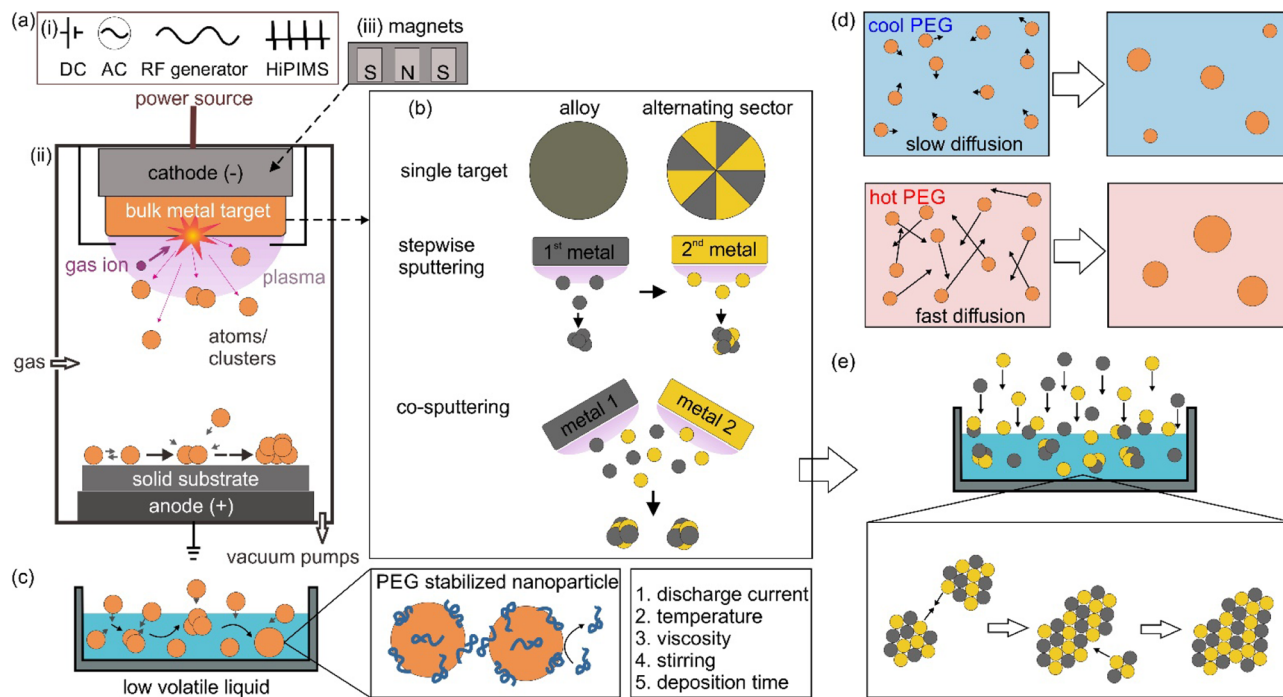 (a)
(i)
DC AC RF generator HiPIMS
power source
(iii) magnets
S N S
(ii)
cathode (-)
bulk metal target
gas ion
plasma
atoms/
clusters
gas
solid substrate
anode (+)
vacuum pumps
(b)
alloy alternating sector
single target
stepwise
sputtering
1st metal
2nd metal
co-sputtering
metal 1
metal 2
(c)
low volatile liquid
PEG stabilized nanoparticle
1. discharge current
2. temperature
3. viscosity
4. stirring
5. deposition time
(d)
cool PEG
slow diffusion
hot PEG
fast diffusion
(e)